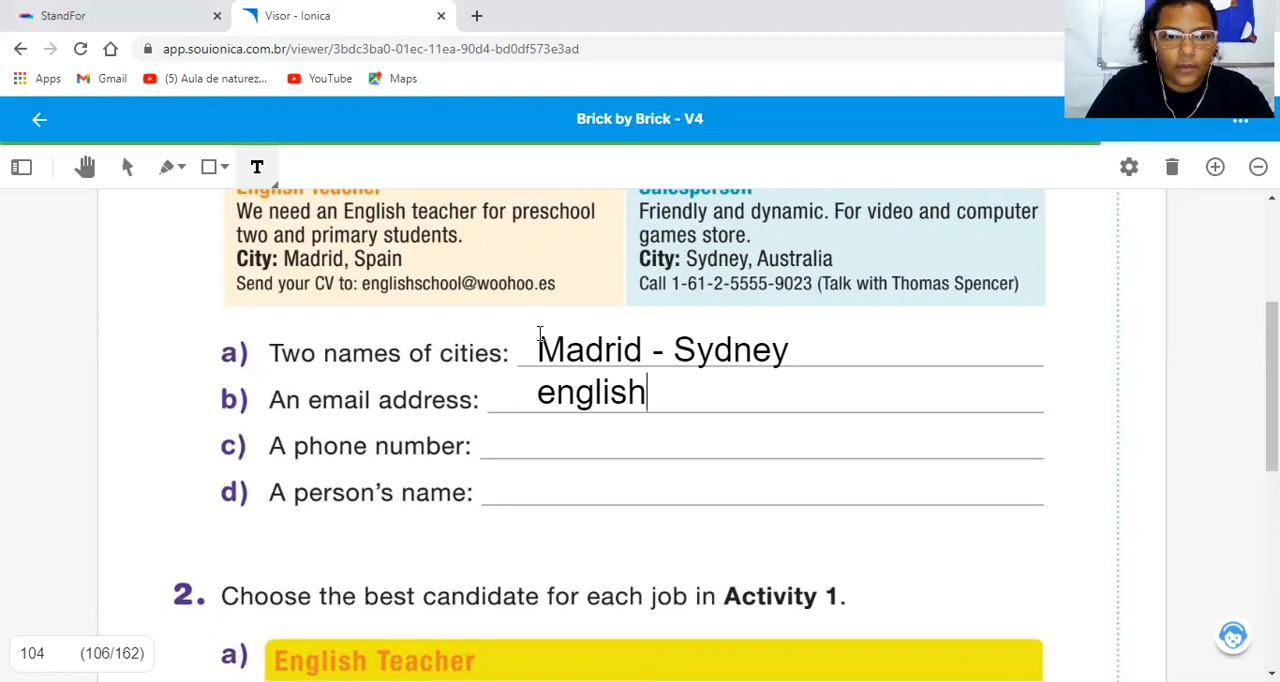 StandFor
Visor - Ionica
app.souionica.com.br/viewer/3bdc3ba0-01ec-11ea-90d4-bd0df573e3ad
Apps Gmail (5) Aula de naturez... YouTube Maps
Brick by Brick - V4
T
English Teacher
We need an English teacher for preschool
two and primary students.
City: Madrid, Spain
Send your CV to: englishschool@woohoo.es
Salesperson
Friendly and dynamic. For video and computer
games store.
City: Sydney, Australia
Call 1-61-2-5555-9023 (Talk with Thomas Spencer)
a) Two names of cities: Madrid - Sydney
b) An email address: english
c) A phone number:
d) A person's name:
2. Choose the best candidate for each job in Activity 1.
a) English Teacher
104 (106/162)